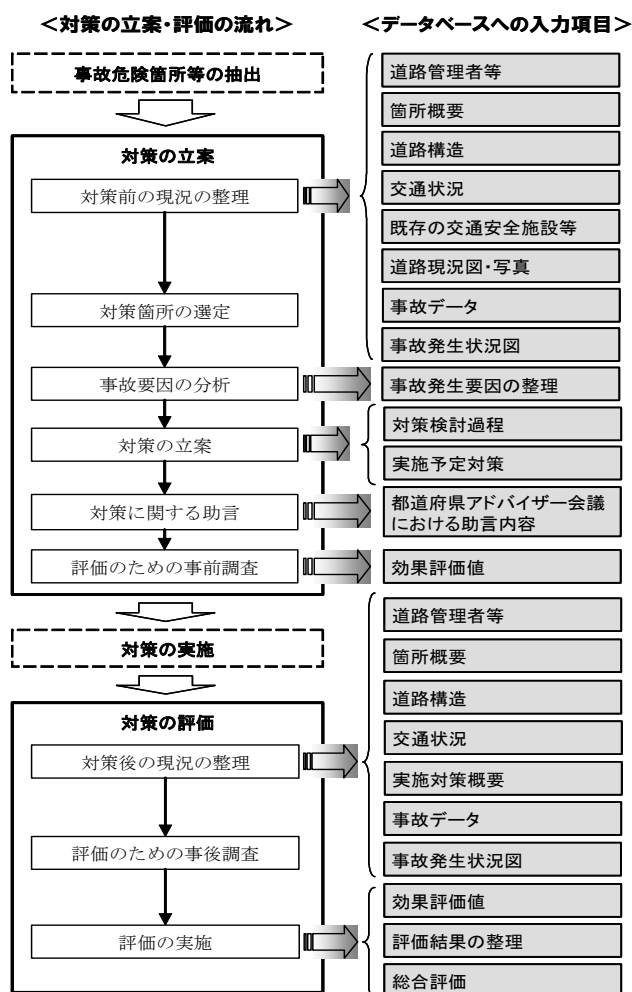 ＜対策の立案・評価の流れ＞
＜データベースへの入力項目＞
事故危険箇所等の抽出
対策の立案
対策前の現況の整理
道路管理者等
箇所概要
道路構造
交通状況
既存の交通安全施設等
道路現況図・写真
事故データ
事故発生状況図
対策箇所の選定
事故要因の分析
事故発生要因の整理
対策の立案
対策検討過程
実施予定対策
対策に関する助言
都道府県アドバイザー会議
における助言内容
評価のための事前調査
効果評価値
対策の実施
対策の評価
対策後の現況の整理
道路管理者等
箇所概要
道路構造
交通状況
実施対策概要
事故データ
事故発生状況図
評価のための事後調査
評価の実施
効果評価値
評価結果の整理
総合評価